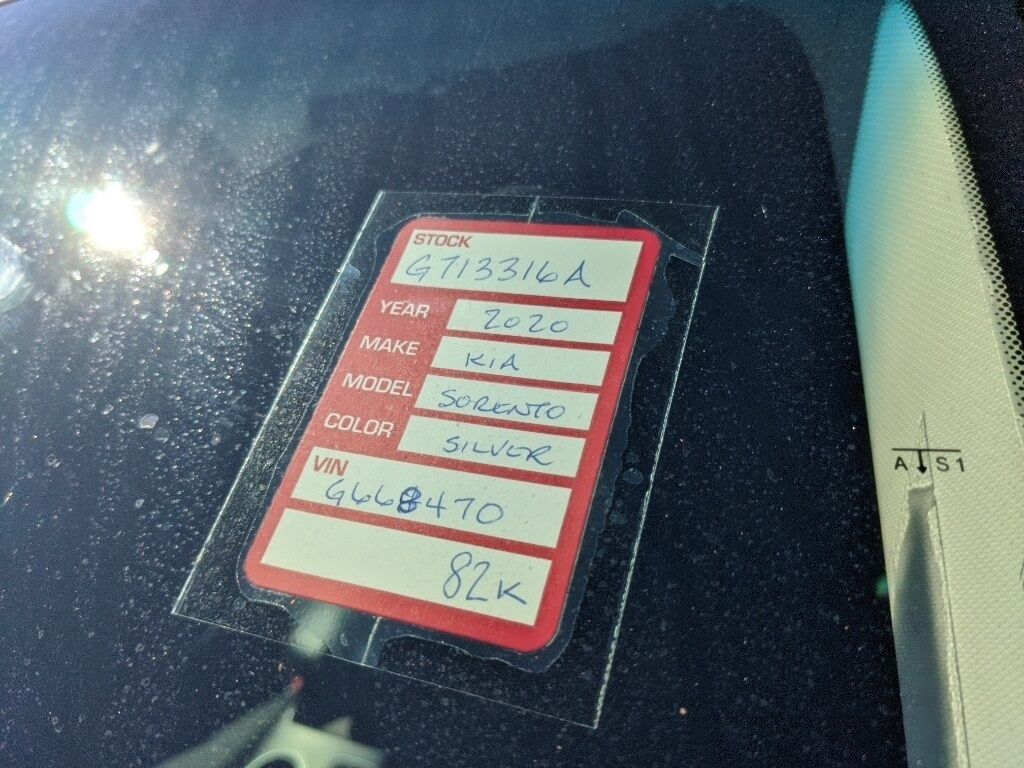 STOCK
G713316A
YEAR 2020
MAKE KIA
MODEL SORENTO
COLOR SILVER
VIN
G668470
82K
A S1